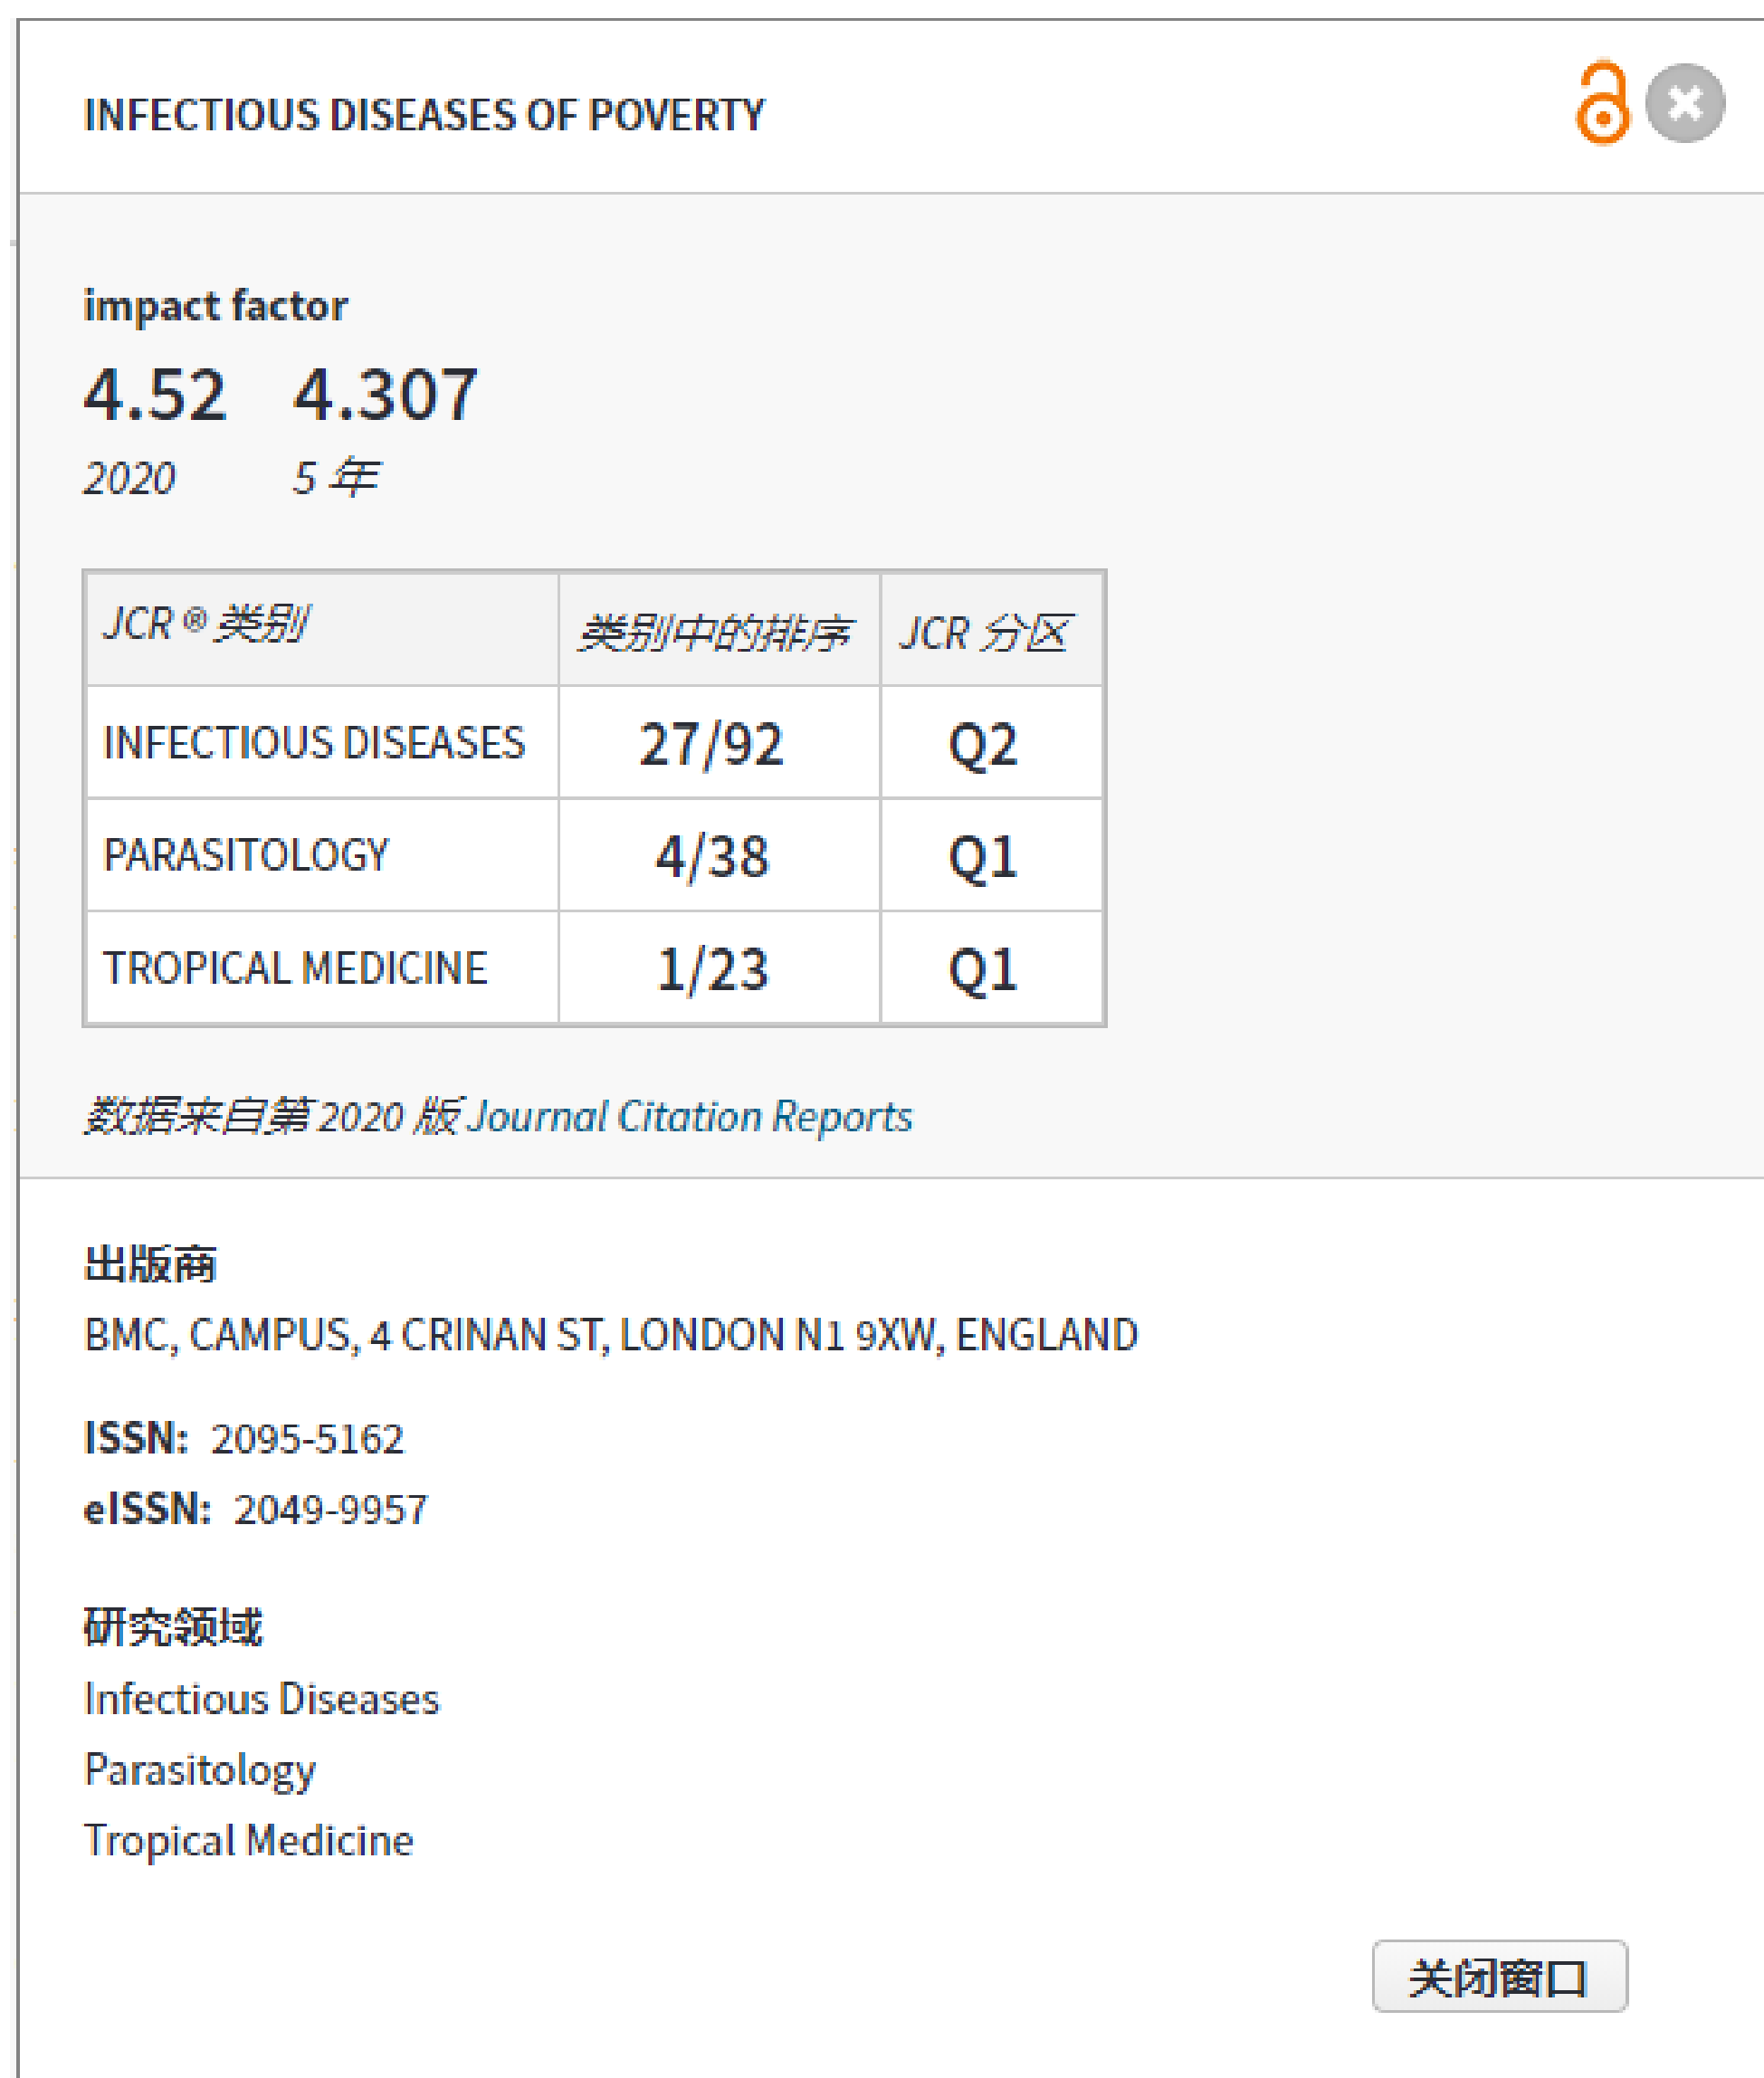 INFECTIOUS DISEASES OF POVERTY
impact factor
4.52 4.307
2020 5 年
JCR ® 类别 类别中的排序 JCR 分区
INFECTIOUS DISEASES 27/92 Q2
PARASITOLOGY 4/38 Q1
TROPICAL MEDICINE 1/23 Q1
数据来自第 2020 版 Journal Citation Reports
出版商
BMC, CAMPUS, 4 CRINAN ST, LONDON N1 9XW, ENGLAND
ISSN: 2095-5162
eISSN: 2049-9957
研究领域
Infectious Diseases
Parasitology
Tropical Medicine
关闭窗口